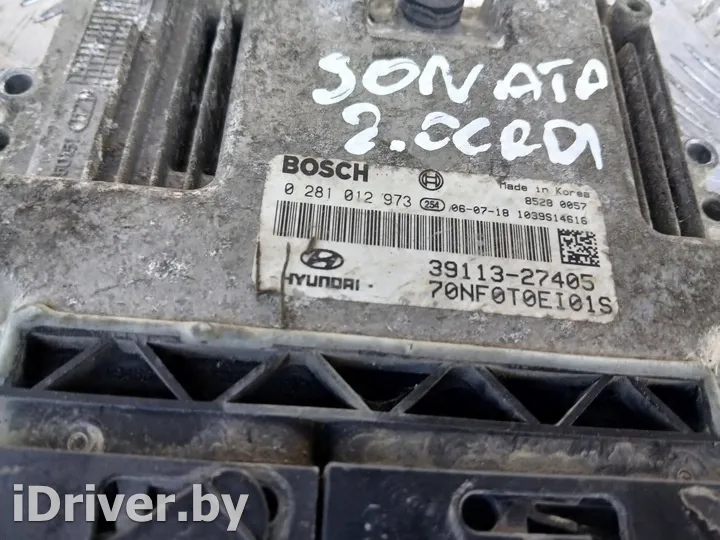 SONATA
2.0CRDI
BOSCH
Made in Korea
8528 0057
0 281 012 973 254 06-07-18 1039S14616
HYUNDAI
39113-27405
70NF0T0EI01S
iDriver.by